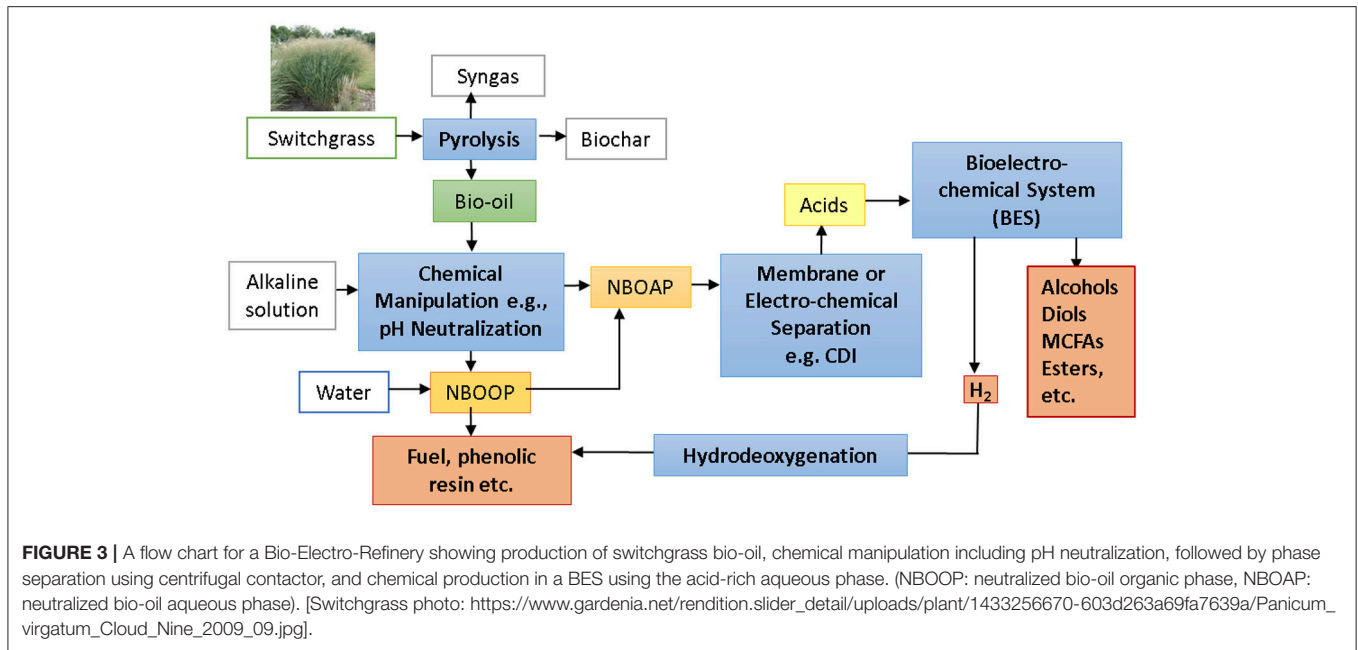 Syngas
Switchgrass
Pyrolysis
Biochar
Bio-oil
Alkaline
solution
Chemical
Manipulation e.g.,
pH Neutralization
NBOAP
Membrane or
Electro-chemical
Separation
e.g. CDI
Acids
Bioelectro-
chemical System
(BES)
Alcohols
Diols
MCFAs
Esters,
etc.
H₂
Water
NBOOP
Fuel, phenolic
resin etc.
Hydrodeoxygenation
FIGURE 3 | A flow chart for a Bio-Electro-Refinery showing production of switchgrass bio-oil, chemical manipulation including pH neutralization, followed by phase
separation using centrifugal contactor, and chemical production in a BES using the acid-rich aqueous phase. (NBOOP: neutralized bio-oil organic phase, NBOAP:
neutralized bio-oil aqueous phase). [Switchgrass photo: https://www.gardenia.net/rendition.slider_detail/uploads/plant/1433256670-603d263a69fa7639a/Panicum_
virgatum_Cloud_Nine_2009_09.jpg].